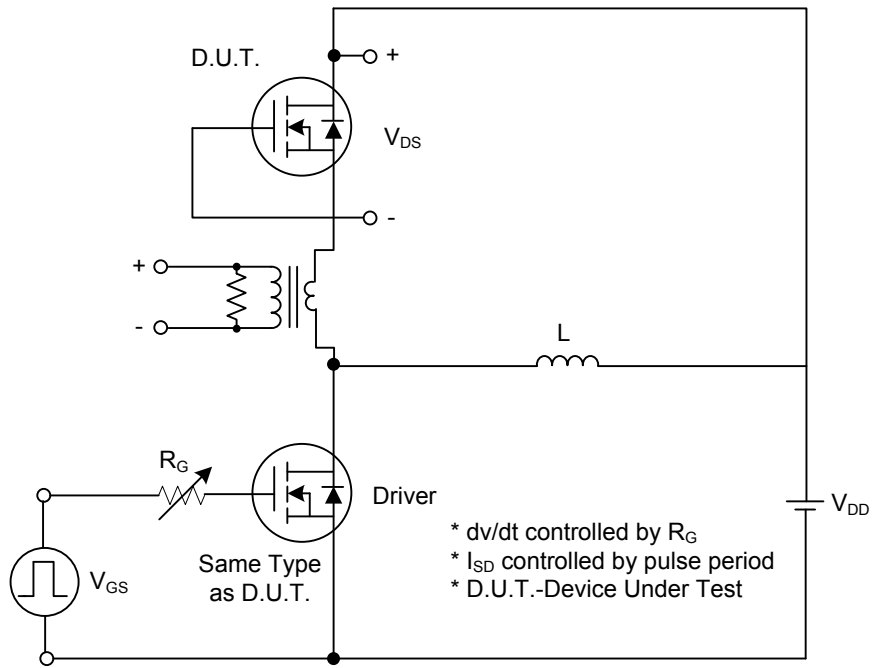 D.U.T.
+
V_DS
-
+
-
L
R_G
Driver
V_DD
* dv/dt controlled by R_G
* I_SD controlled by pulse period
* D.U.T.-Device Under Test
Same Type
as D.U.T.
V_GS